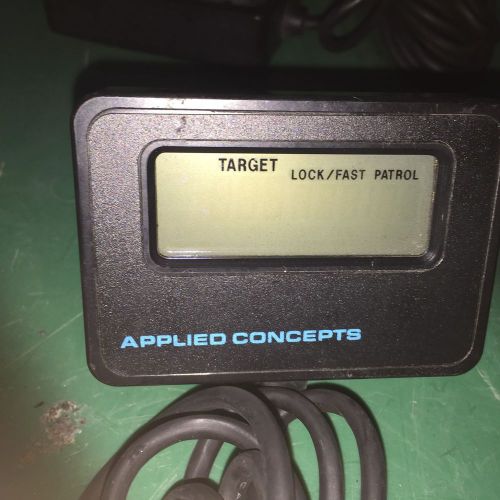 TARGET
LOCK/FAST PATROL
APPLIED CONCEPTS